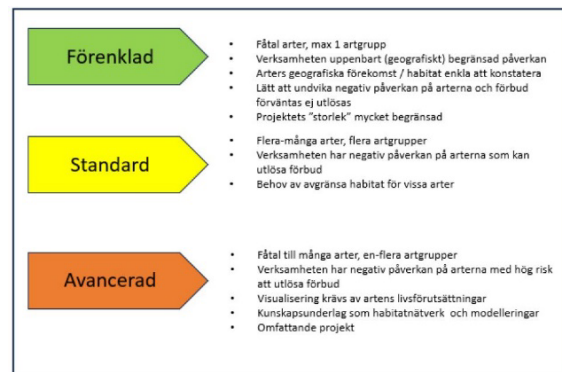 Förenklad
• Fåtal arter, max 1 artgrupp
• Verksamheten uppenbart (geografiskt) begränsad påverkan
• Arters geografiska förekomst / habitat enkla att konstatera
• Lätt att undvika negativ påverkan på arterna och förbud
förväntas ej utlösas
• Projektets ”storlek” mycket begränsad
Standard
• Flera-många arter, flera artgrupper
• Verksamheten har negativ påverkan på arterna som kan
utlösa förbud
• Behov av avgränsa habitat för vissa arter
Avancerad
• Fåtal till många arter, en-flera artgrupper
• Verksamheten har negativ påverkan på arterna med hög risk
att utlösa förbud
• Visualisering krävs av artens livsförutsättningar
• Kunskapsunderlag som habitatnätverk och modelleringar
• Omfattande projekt